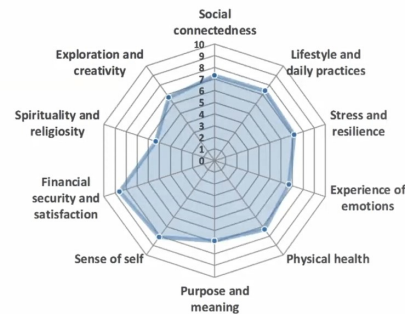 Social
connectedness
Lifestyle and
daily practices
Stress and
resilience
Experience of
emotions
Physical health
Purpose and
meaning
Sense of self
Financial
security and
satisfaction
Spirituality and
religiosity
Exploration and
creativity
10
9
8
7
6
5
4
3
2
1
0